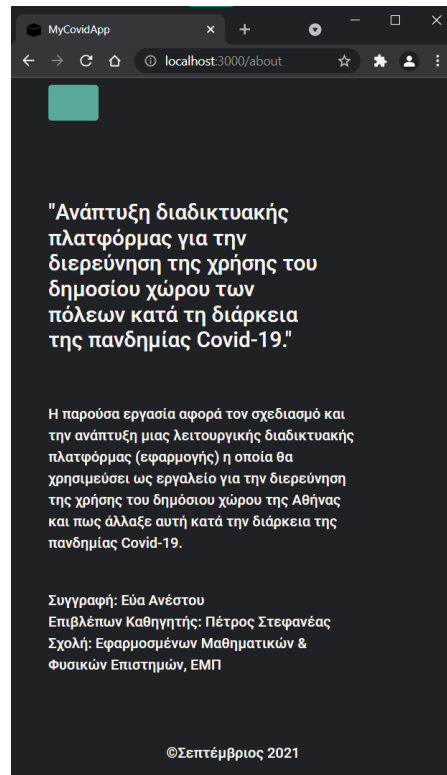 MyCovidApp
localhost:3000/about
"Ανάπτυξη διαδικτυακής
πλατφόρμας για την
διερεύνηση της χρήσης του
δημοσίου χώρου των
πόλεων κατά τη διάρκεια
της πανδημίας Covid-19."
Η παρούσα εργασία αφορά τον σχεδιασμό και
την ανάπτυξη μιας λειτουργικής διαδικτυακής
πλατφόρμας (εφαρμογής) η οποία θα
χρησιμεύσει ως εργαλείο για την διερεύνηση
της χρήσης του δημόσιου χώρου της Αθήνας
και πως άλλαξε αυτή κατά την διάρκεια της
πανδημίας Covid-19.
Συγγραφή: Εύα Ανέστου
Επιβλέπων Καθηγητής: Πέτρος Στεφανέας
Σχολή: Εφαρμοσμένων Μαθηματικών &
Φυσικών Επιστημών, ΕΜΠ
©Σεπτέμβριος 2021